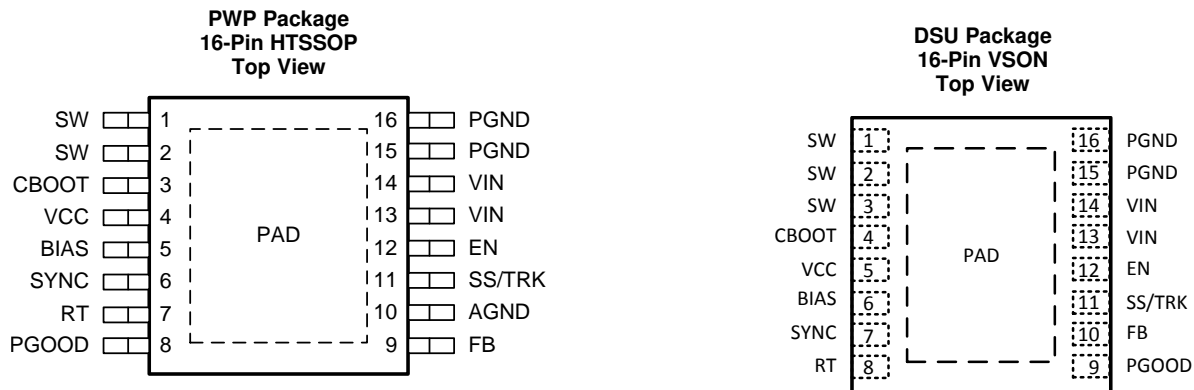 PWP Package
16-Pin HTSSOP
Top View
SW 1 16 PGND
SW 2 15 PGND
CBOOT 3 14 VIN
VCC 4 13 VIN
BIAS 5 PAD 12 EN
SYNC 6 11 SS/TRK
RT 7 10 AGND
PGOOD 8 9 FB
DSU Package
16-Pin VSON
Top View
SW 1 16 PGND
SW 2 15 PGND
SW 3 14 VIN
CBOOT 4 13 VIN
VCC 5 PAD 12 EN
BIAS 6 11 SS/TRK
SYNC 7 10 FB
RT 8 9 PGOOD